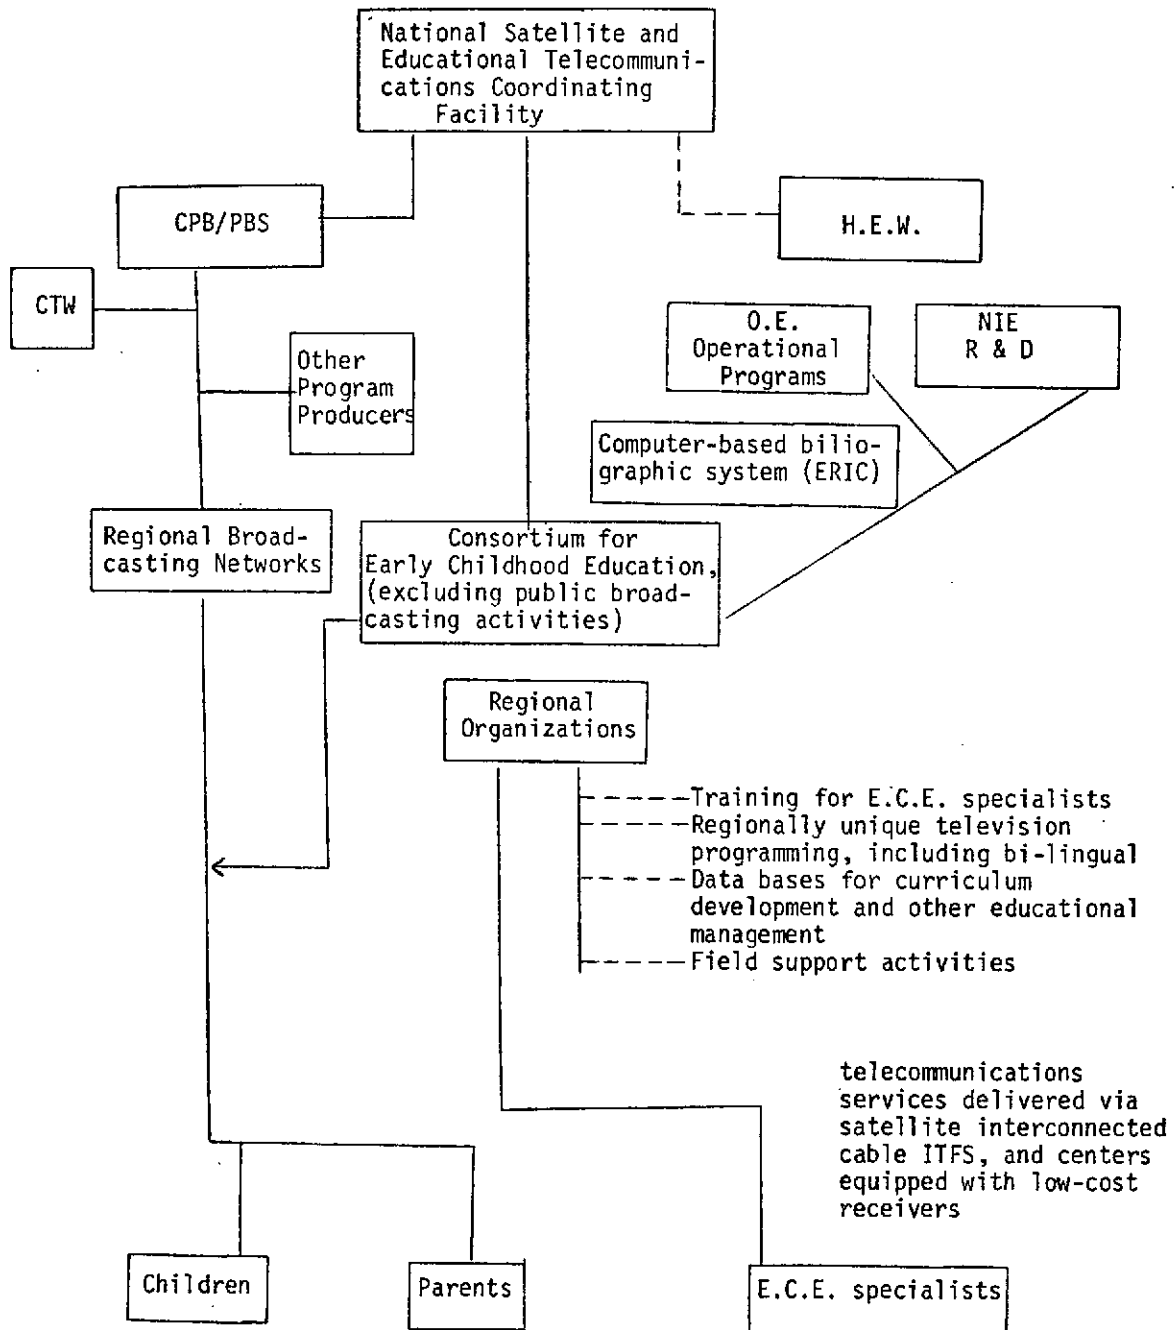 National Satellite and
Educational Telecommuni-
cations Coordinating
Facility
CPB/PBS
H.E.W.
CTW
Other
Program
Producers
O.E.
Operational
Programs
NIE
R & D
Computer-based bilio-
graphic system (ERIC)
Regional Broad-
casting Networks
Consortium for
Early Childhood Education,
(excluding public broad-
casting activities)
Regional
Organizations
Training for E.C.E. specialists
Regionally unique television
programming, including bi-lingual
Data bases for curriculum
development and other educational
management
Field support activities
telecommunications
services delivered via
satellite interconnected
cable ITFS, and centers
equipped with low-cost
receivers
Children
Parents
E.C.E. specialists